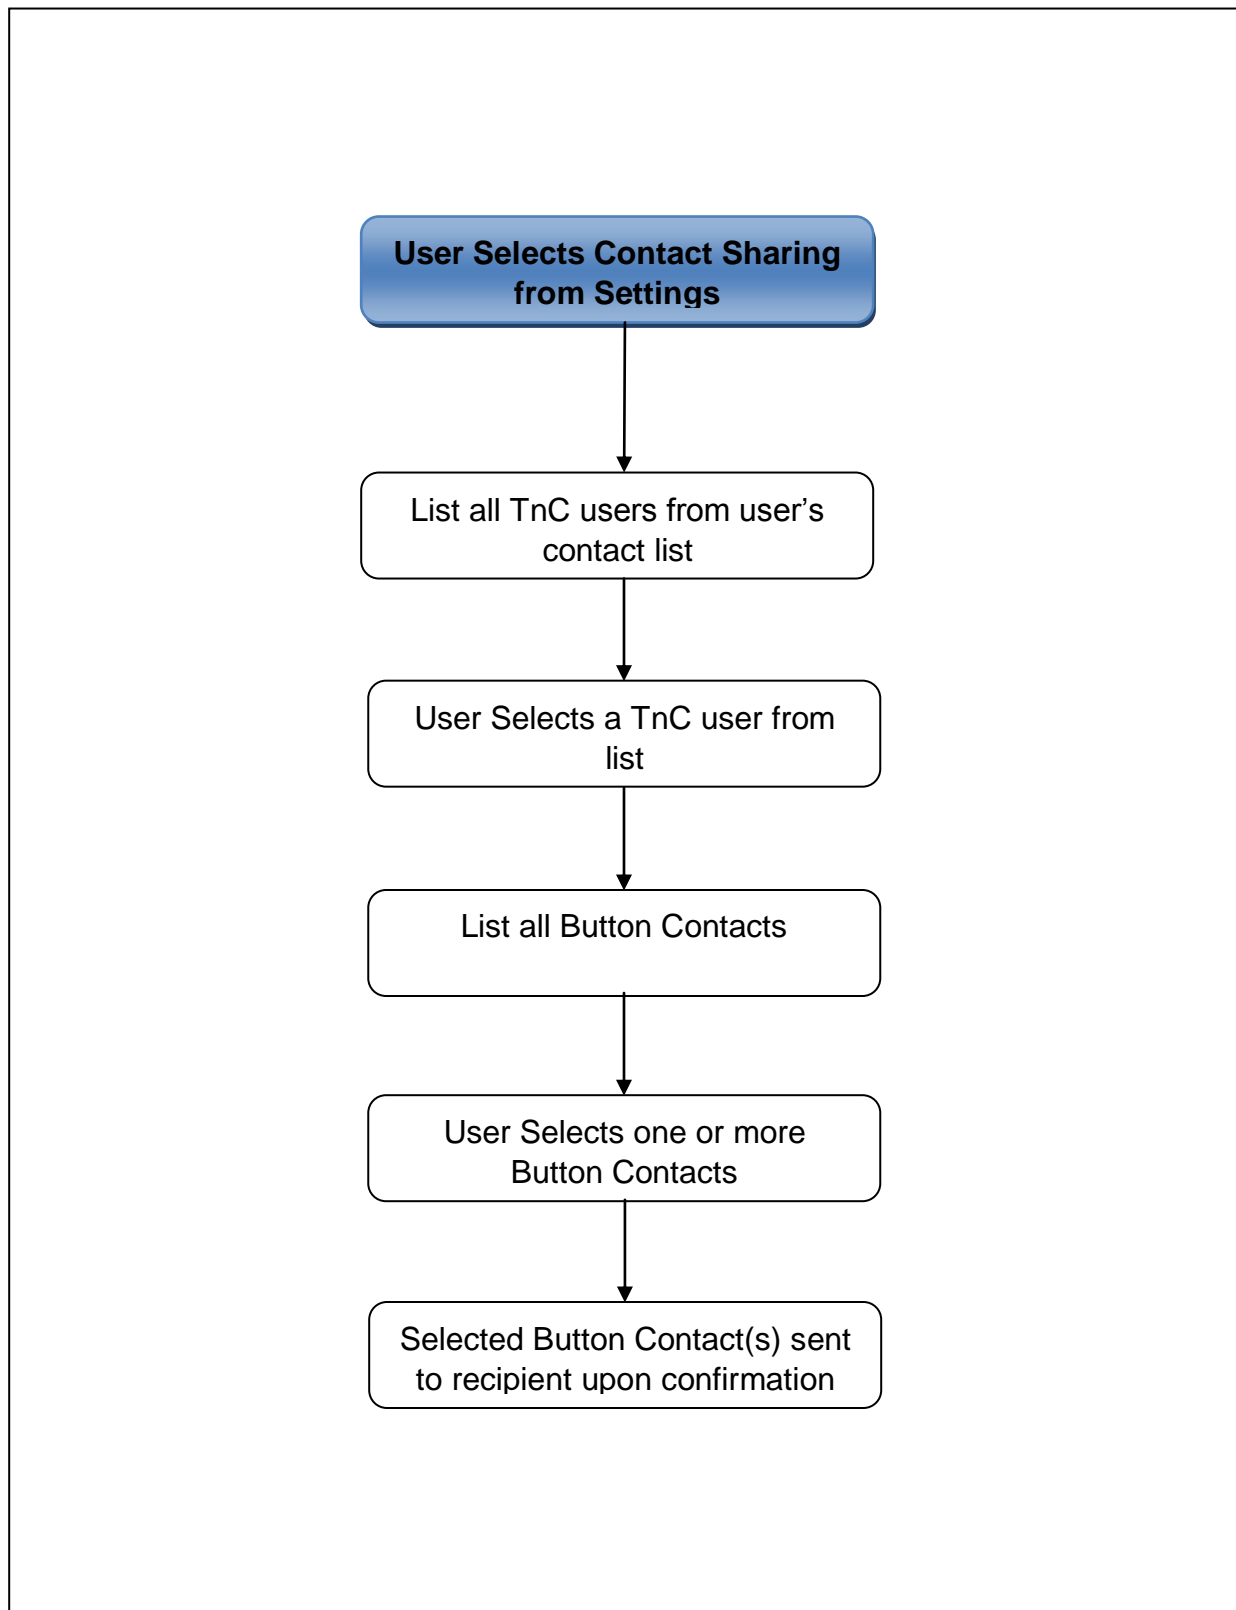 User Selects Contact Sharing
from Settings
List all TnC users from user’s
contact list
User Selects a TnC user from
list
List all Button Contacts
User Selects one or more
Button Contacts
Selected Button Contact(s) sent
to recipient upon confirmation